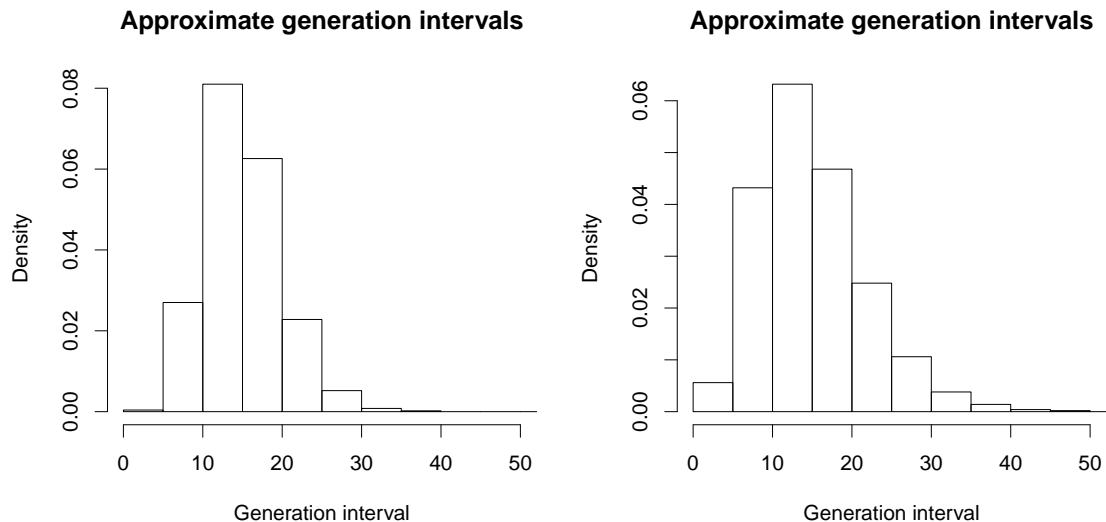 Approximate generation intervals
Density
0.00 0.02 0.04 0.06 0.08
0 10 20 30 40 50
Generation interval
Approximate generation intervals
Density
0.00 0.02 0.04 0.06
0 10 20 30 40 50
Generation interval